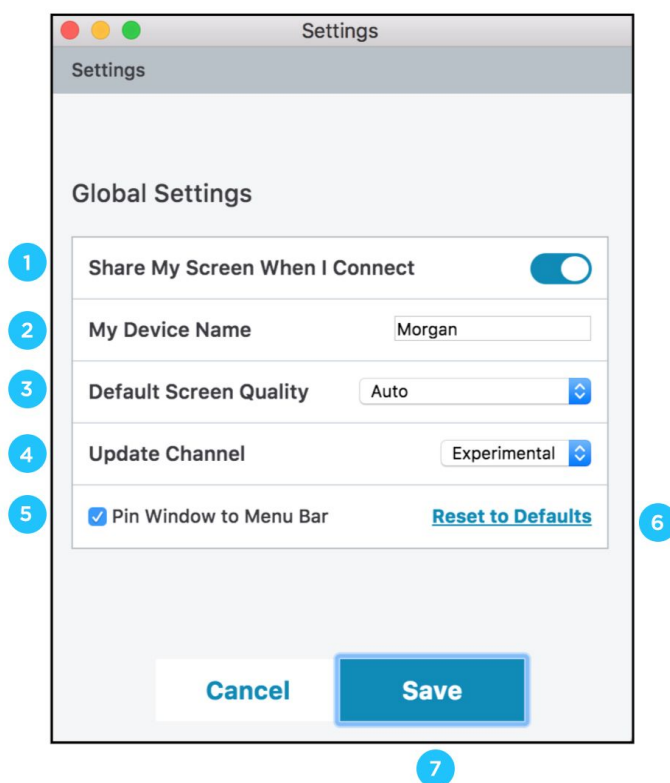 Settings
Settings
Global Settings
1 Share My Screen When I Connect
2 My Device Name Morgan
3 Default Screen Quality Auto
4 Update Channel Experimental
5 Pin Window to Menu Bar Reset to Defaults 6
Cancel Save
7